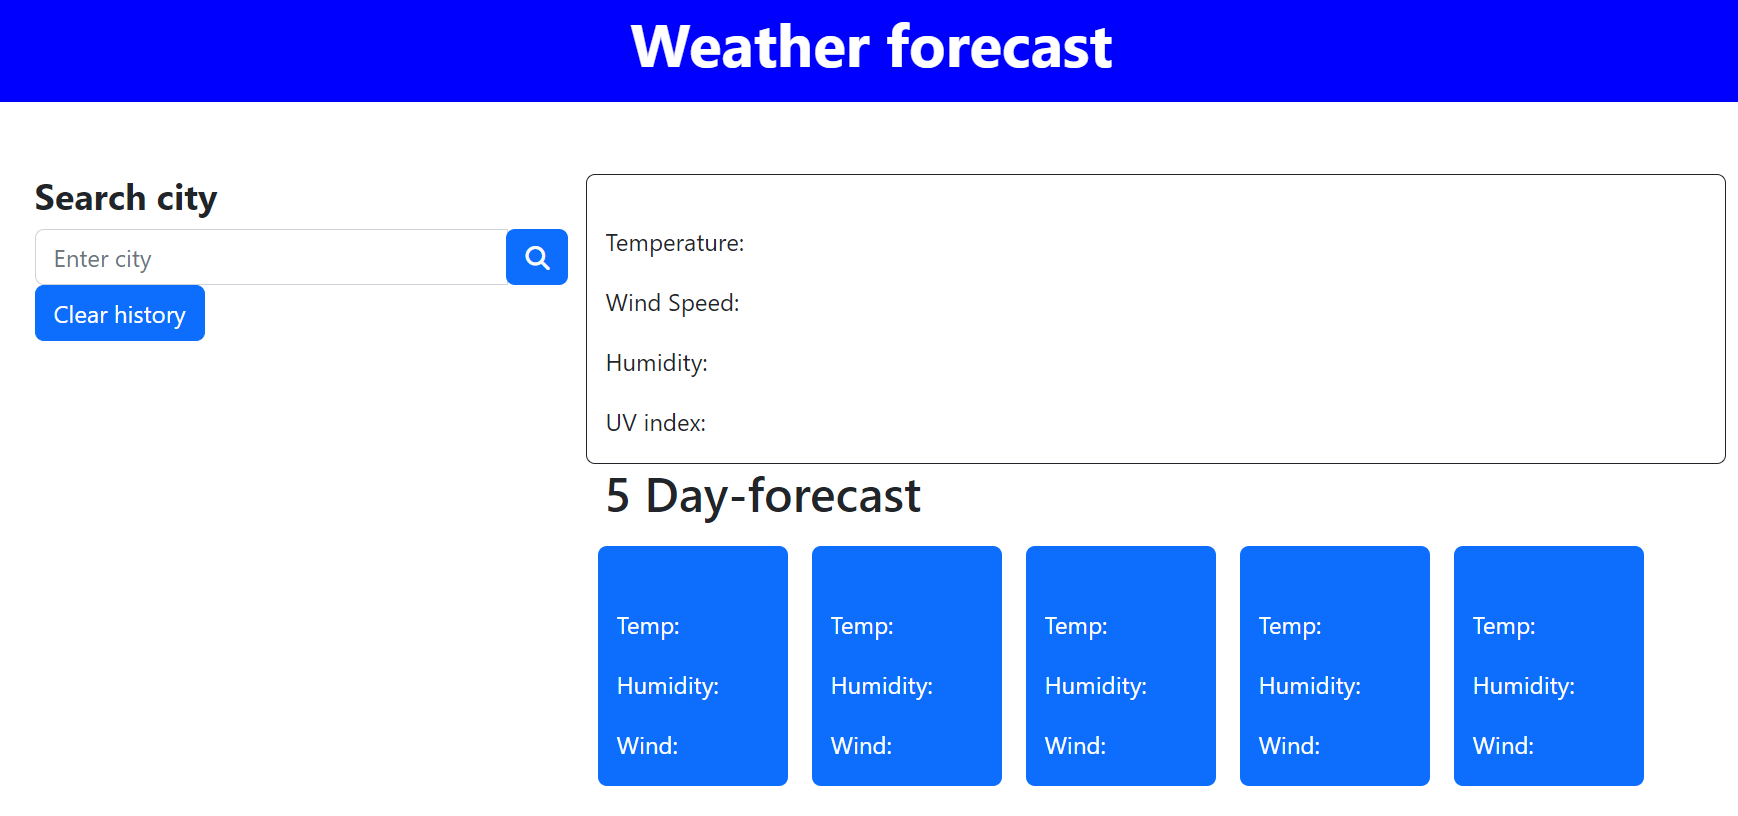 Weather forecast
Search city
Enter city
Clear history
Temperature:
Wind Speed:
Humidity:
UV index:
5 Day-forecast
Temp:
Humidity:
Wind:
Temp:
Humidity:
Wind:
Temp:
Humidity:
Wind:
Temp:
Humidity:
Wind:
Temp:
Humidity:
Wind: